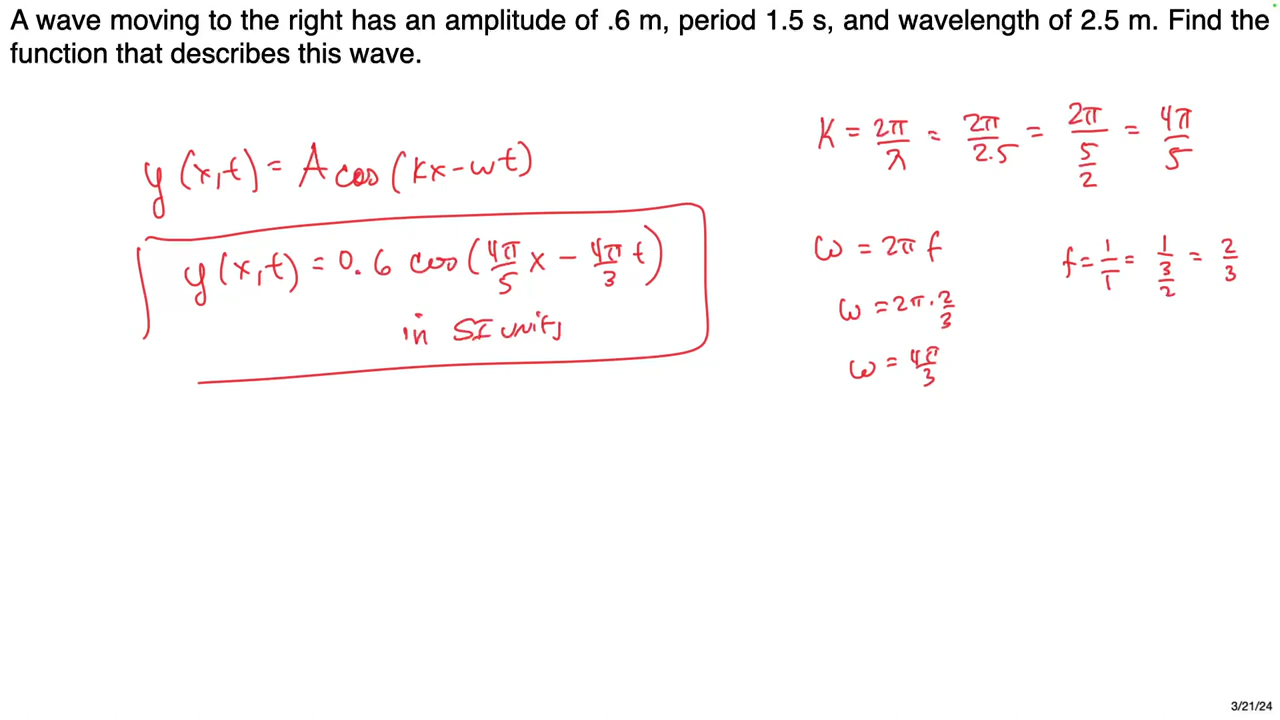 A wave moving to the right has an amplitude of .6 m, period 1.5 s, and wavelength of 2.5 m. Find the
function that describes this wave.
y(x,t) = A cos(kx-ωt)
y(x,t) = 0.6 cos(4π/5 x - 4π/3 t)
in SI units
K = 2π/λ = 2π/2.5 = 2π/(5/2) = 4π/5
ω = 2π f
f = 1/T = 1/(3/2) = 2/3
ω = 2π · 2/3
ω = 4π/3
3/21/24